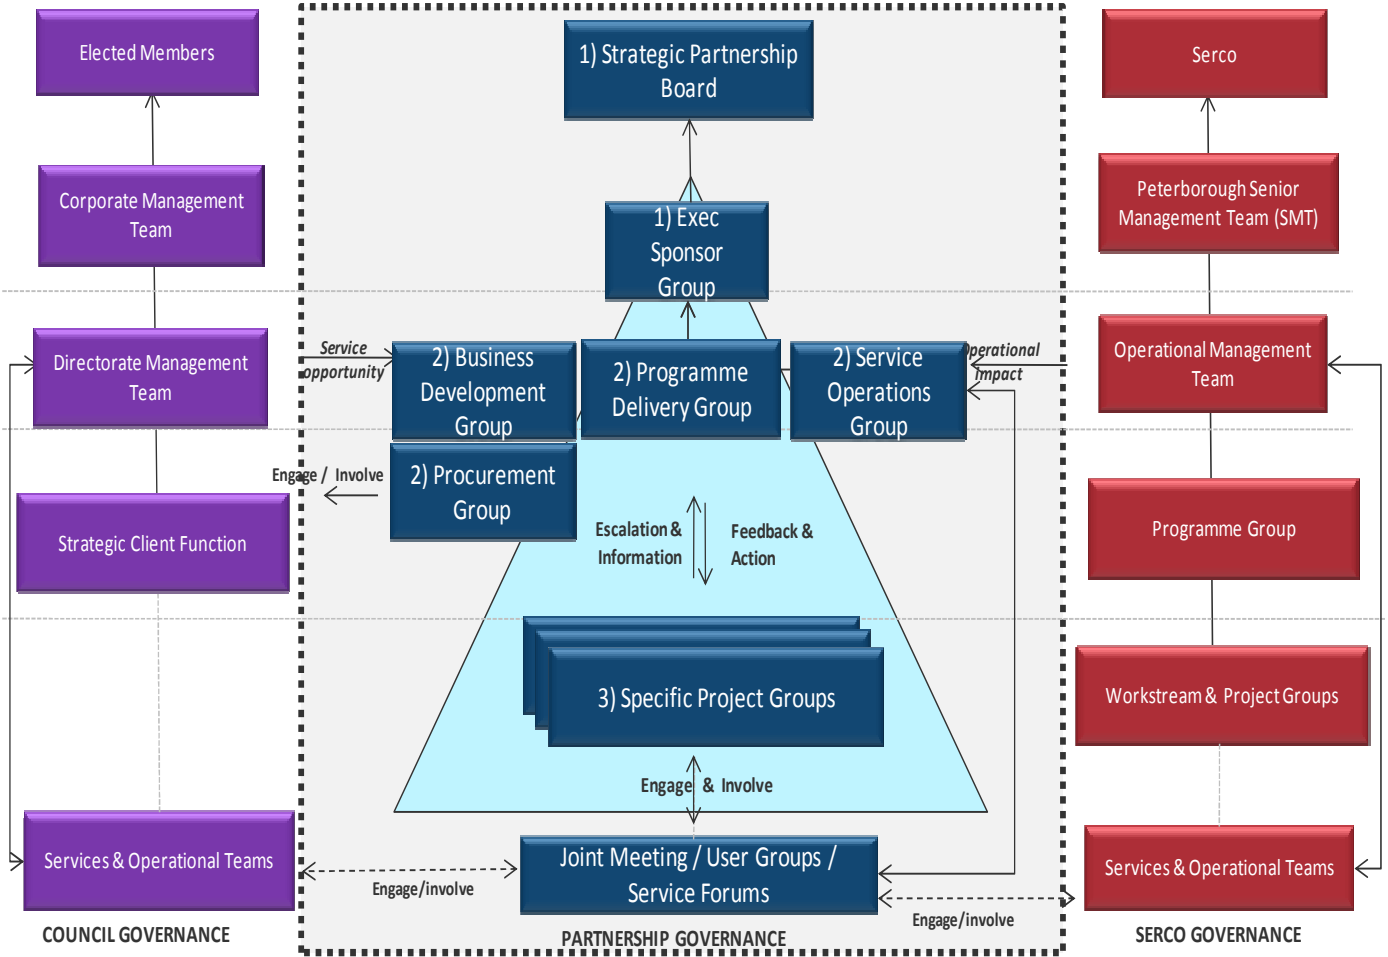 Elected Members
Corporate Management
Team
Directorate Management
Team
Strategic Client Function
Services & Operational Teams
COUNCIL GOVERNANCE
1) Strategic Partnership
Board
1) Exec
Sponsor
Group
Service
opportunity
2) Business
Development
Group
2) Programme
Delivery Group
2) Service
Operations
Group
Operational
impact
Engage / Involve
2) Procurement
Group
Escalation &
Information
Feedback &
Action
3) Specific Project Groups
Engage & Involve
Joint Meeting / User Groups /
Service Forums
Engage/involve
Engage/involve
PARTNERSHIP GOVERNANCE
Serco
Peterborough Senior
Management Team (SMT)
Operational Management
Team
Programme Group
Workstream & Project Groups
Services & Operational Teams
SERCO GOVERNANCE